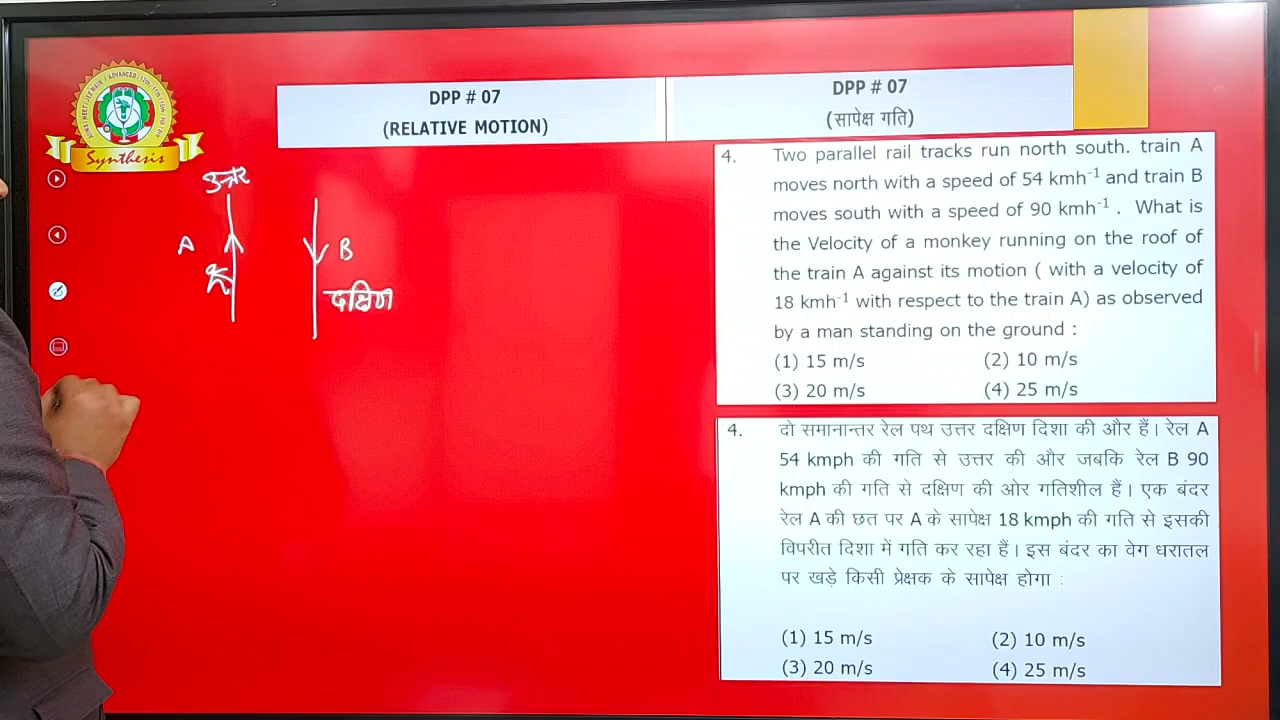 DPP # 07
(RELATIVE MOTION)
DPP # 07
(सापेक्ष गति)
Synthesis
उत्तर
A
B
दक्षिण
4. Two parallel rail tracks run north south. train A
moves north with a speed of 54 kmh⁻¹ and train B
moves south with a speed of 90 kmh⁻¹ . What is
the Velocity of a monkey running on the roof of
the train A against its motion ( with a velocity of
18 kmh⁻¹ with respect to the train A) as observed
by a man standing on the ground :
(1) 15 m/s (2) 10 m/s
(3) 20 m/s (4) 25 m/s
4. दो समानान्तर रेल पथ उत्तर दक्षिण दिशा की और हैं। रेल A
54 kmph की गति से उत्तर की और जबकि रेल B 90
kmph की गति से दक्षिण की ओर गतिशील हैं। एक बंदर
रेल A की छत पर A के सापेक्ष 18 kmph की गति से इसकी
विपरीत दिशा में गति कर रहा हैं। इस बंदर का वेग धरातल
पर खड़े किसी प्रेक्षक के सापेक्ष होगा :
(1) 15 m/s (2) 10 m/s
(3) 20 m/s (4) 25 m/s